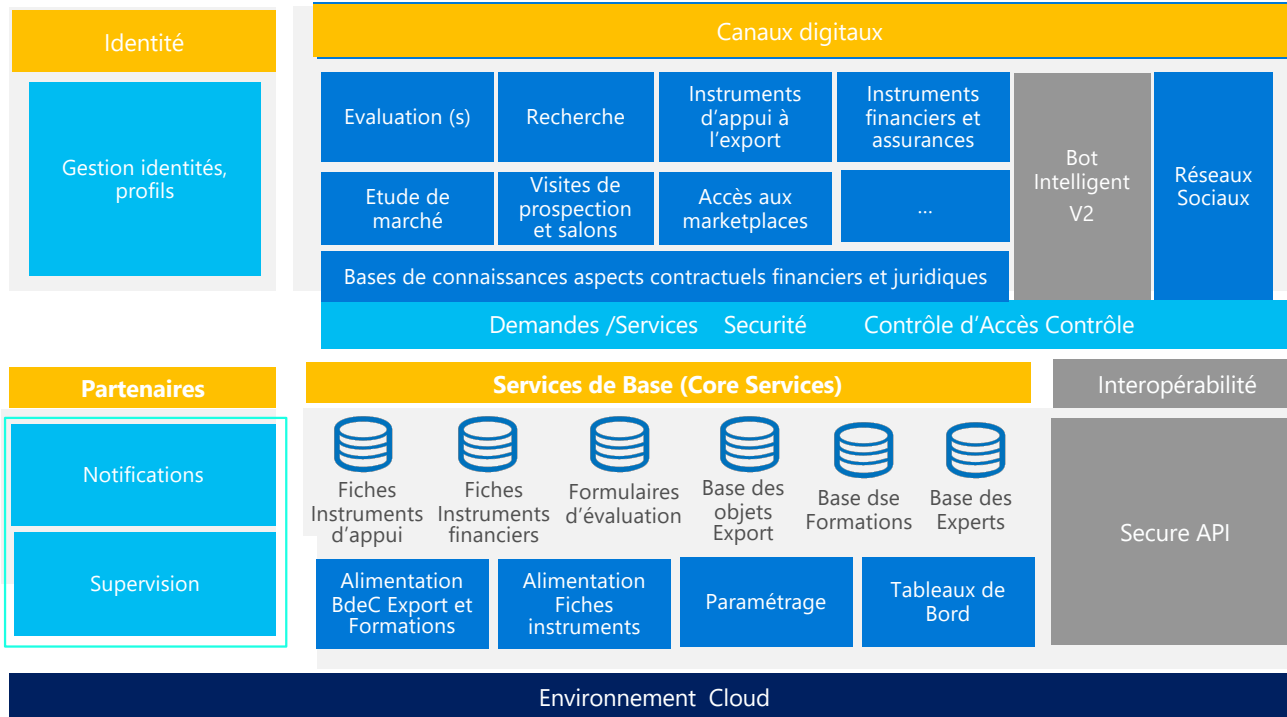 Identité
Canaux digitaux
Gestion identités,
profils
Evaluation (s)
Recherche
Instruments
d'appui à
l'export
Instruments
financiers et
assurances
Etude de
marché
Visites de
prospection
et salons
Accès aux
marketplaces
...
Bot
Intelligent
V2
Réseaux
Sociaux
Bases de connaissances aspects contractuels financiers et juridiques
Demandes /Services Securité Contrôle d'Accès Contrôle
Partenaires
Services de Base (Core Services)
Interopérabilité
Notifications
Supervision
Fiches
Instruments
d'appui
Fiches
Instruments
financiers
Formulaires
d'évaluation
Base des
objets
Export
Base dse
Formations
Base des
Experts
Secure API
Alimentation
BdeC Export et
Formations
Alimentation
Fiches
instruments
Paramétrage
Tableaux de
Bord
Environnement Cloud